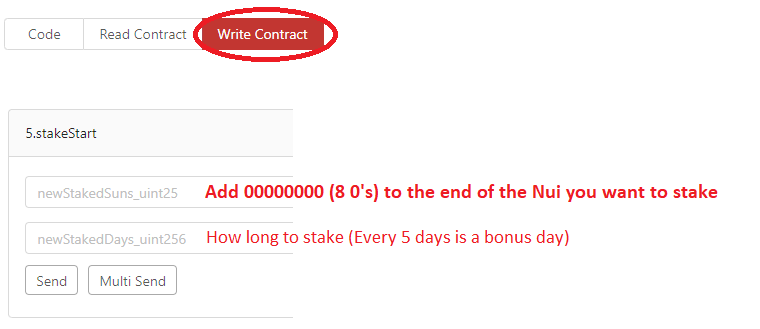 Code Read Contract Write Contract
5.stakeStart
newStakedSuns_uint25 Add 00000000 (8 0's) to the end of the Nui you want to stake
newStakedDays_uint256 How long to stake (Every 5 days is a bonus day)
Send Multi Send